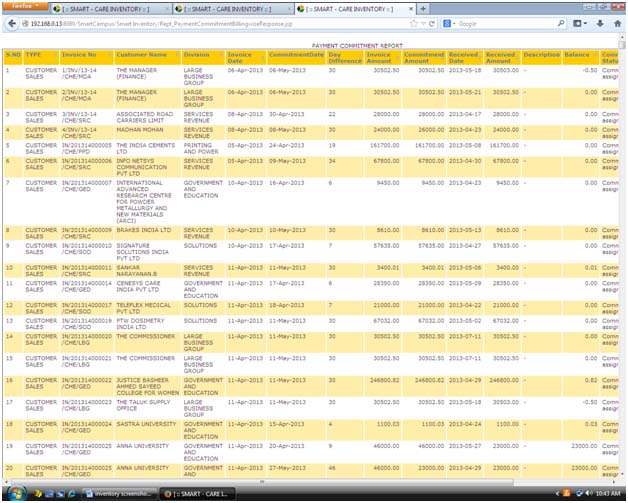 firefox
[ :: SMART - CARE INVENTORY :: ] [ :: SMART - CARE INVENTORY :: ] [ :: SMART - CARE INVENTORY :: ]
192.168.0.13:8089/SmartCampus/Smart Inventory/Rept_PaymentCommitmentBillingwiseResponse.jsp Google
PAYMENT COMMITMENT REPORT
S.NO TYPE Invoice No Customer Name Division Invoice Date CommitmentDate Day Difference Invoice Amount Commitment Amount Received Date Received Amount Description Balance Comm Status
1 CUSTOMER SALES 1/INV/13-14 /CHE/MDA THE MANAGER (FINANCE) LARGE BUSINESS GROUP 06-Apr-2013 06-May-2013 30 30502.50 30502.50 2013-05-18 30503.00 - -0.50 Comm assign
2 CUSTOMER SALES 2/INV/13-14 /CHE/MDA THE MANAGER (FINANCE) LARGE BUSINESS GROUP 06-Apr-2013 06-May-2013 30 30502.50 30502.50 2013-05-21 30502.50 - 0.00 Comm assign
3 CUSTOMER SALES 3/INV/13-14 /CHE/SRC ASSOCIATED ROAD CARRIERS LIMIT SERVICES REVENUE 08-Apr-2013 30-Apr-2013 22 28000.00 28000.00 2013-04-17 28000.00 - 0.00 Comm assign
4 CUSTOMER SALES 4/INV/13-14 /CHE/SRC MADHAN MOHAN SERVICES REVENUE 08-Apr-2013 08-May-2013 30 24000.00 26000.00 2013-04-23 24000.00 - 0.00 Comm assign
5 CUSTOMER SALES IN/201314000005 /CHE/PPD THE INDIA CEMENTS LTD PRINTING AND POWER 05-Apr-2013 24-Apr-2013 19 161700.00 161700.00 2013-05-08 161700.00 - 0.00 Comm assign
6 CUSTOMER SALES IN/201314000006 /CHE/SRC INFO NETSYS COMMUNICATION PVT LTD SERVICES REVENUE 05-Apr-2013 09-May-2013 34 67800.00 67800.00 2013-04-30 67800.00 - 0.00 Comm assign
7 CUSTOMER SALES IN/201314000007 /CHE/GED INTERNATIONAL ADVANCED RESEARCH CENTRE FOR POWDER METALLURGY AND NEW MATERIALS (ARCI) GOVERNMENT AND EDUCATION 10-Apr-2013 16-Apr-2013 6 9450.00 9450.00 2013-04-23 9450.00 - 0.00 Comm assign
8 CUSTOMER SALES IN/201314000009 /CHE/SRC BRAKES INDIA LTD SERVICES REVENUE 10-Apr-2013 10-May-2013 30 8610.00 8610.00 2013-05-13 8610.00 - 0.00 Comm assign
9 CUSTOMER SALES IN/201314000010 /CHE/SOD SIGNATURE SOLUTIONS INDIA PVT LTD SOLUTIONS 10-Apr-2013 17-Apr-2013 7 57635.00 57635.00 2013-04-27 57635.00 - 0.00 Comm assign
10 CUSTOMER SALES IN/201314000011 /CHE/SRC SANKAR NARAYANAN.B SERVICES REVENUE 11-Apr-2013 11-May-2013 30 3400.01 3400.01 2013-05-06 3400.00 - 0.01 Comm assign
11 CUSTOMER SALES IN/201314000014 /CHE/GED CENESYS CARE INDIA PVT LTD GOVERNMENT AND EDUCATION 11-Apr-2013 17-Apr-2013 6 28350.00 28350.00 2013-05-09 28350.00 - 0.00 Comm assign
12 CUSTOMER SALES IN/201314000017 /CHE/SOD TELEFLEX MEDICAL PVT LTD SOLUTIONS 11-Apr-2013 18-Apr-2013 7 21000.00 21000.00 2013-04-22 21000.00 - 0.00 Comm assign
13 CUSTOMER SALES IN/201314000019 /CHE/SOD PTW DOSIMETRY INDIA LTD SOLUTIONS 11-Apr-2013 11-May-2013 30 67032.00 67032.00 2013-05-02 67032.00 - 0.00 Comm assign
14 CUSTOMER SALES IN/201314000020 /CHE/LBG THE COMMISSIONER LARGE BUSINESS GROUP 11-Apr-2013 11-May-2013 30 30502.50 30502.50 2013-07-11 30502.50 - 0.00 Comm assign
15 CUSTOMER SALES IN/201314000021 /CHE/LBG THE COMMISSIONER LARGE BUSINESS GROUP 11-Apr-2013 11-May-2013 30 30502.50 30502.50 2013-07-11 30502.50 - 0.00 Comm assign
16 CUSTOMER SALES IN/201314000022 /CHE/GED JUSTICE BASHEER AHMED SAYEED COLLEGE FOR WOMEN GOVERNMENT AND EDUCATION 11-Apr-2013 11-May-2013 30 246800.82 246800.82 2013-04-29 246800.00 - 0.82 Comm assign
17 CUSTOMER SALES IN/201314000023 /CHE/LBG THE TALUK SUPPLY OFFICE LARGE BUSINESS GROUP 11-Apr-2013 11-May-2013 30 30502.50 30502.50 2013-05-18 30503.00 - -0.50 Comm assign
18 CUSTOMER SALES IN/201314000024 /CHE/GED SASTRA UNIVERSITY GOVERNMENT AND EDUCATION 11-Apr-2013 15-Apr-2013 4 1100.03 1100.03 2013-04-24 1100.00 - 0.03 Comm assign
19 CUSTOMER SALES IN/201314000025 /CHE/GED ANNA UNIVERSITY GOVERNMENT AND EDUCATION 11-Apr-2013 20-Apr-2013 9 46000.00 46000.00 2013-05-27 23000.00 - 23000.00 Comm assign
20 CUSTOMER SALES IN/201314000025 /CHE/GED ANNA UNIVERSITY GOVERNMENT AND EDUCATION 11-Apr-2013 27-May-2013 46 46000.00 23000.00 2013-04-29 23000.00 - 23000.00 Comm assign
inventory screensho... [ :: SMART - CARE I... 10:43 AM